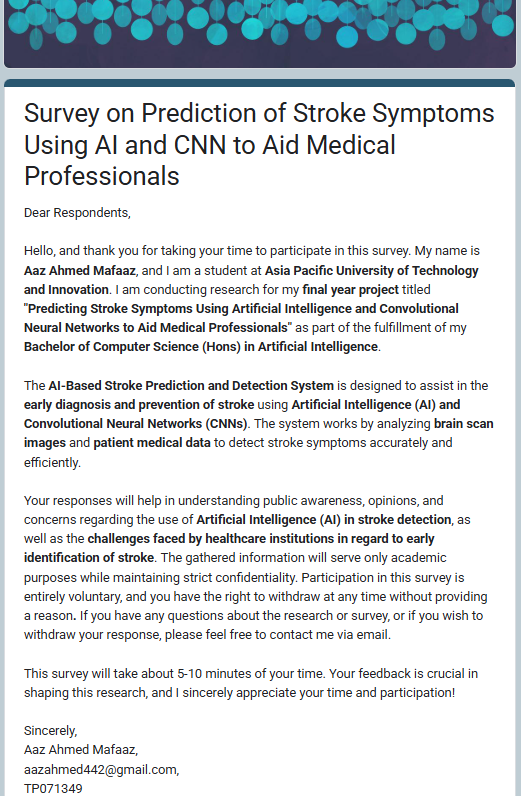 Survey on Prediction of Stroke Symptoms
Using AI and CNN to Aid Medical
Professionals
Dear Respondents,
Hello, and thank you for taking your time to participate in this survey. My name is
Aaz Ahmed Mafaaz, and I am a student at Asia Pacific University of Technology
and Innovation. I am conducting research for my final year project titled
"Predicting Stroke Symptoms Using Artificial Intelligence and Convolutional
Neural Networks to Aid Medical Professionals" as part of the fulfillment of my
Bachelor of Computer Science (Hons) in Artificial Intelligence.
The AI-Based Stroke Prediction and Detection System is designed to assist in the
early diagnosis and prevention of stroke using Artificial Intelligence (AI) and
Convolutional Neural Networks (CNNs). The system works by analyzing brain scan
images and patient medical data to detect stroke symptoms accurately and
efficiently.
Your responses will help in understanding public awareness, opinions, and
concerns regarding the use of Artificial Intelligence (AI) in stroke detection, as
well as the challenges faced by healthcare institutions in regard to early
identification of stroke. The gathered information will serve only academic
purposes while maintaining strict confidentiality. Participation in this survey is
entirely voluntary, and you have the right to withdraw at any time without providing
a reason. If you have any questions about the research or survey, or if you wish to
withdraw your response, please feel free to contact me via email.
This survey will take about 5-10 minutes of your time. Your feedback is crucial in
shaping this research, and I sincerely appreciate your time and participation!
Sincerely,
Aaz Ahmed Mafaaz,
aazahmed442@gmail.com,
TP071349